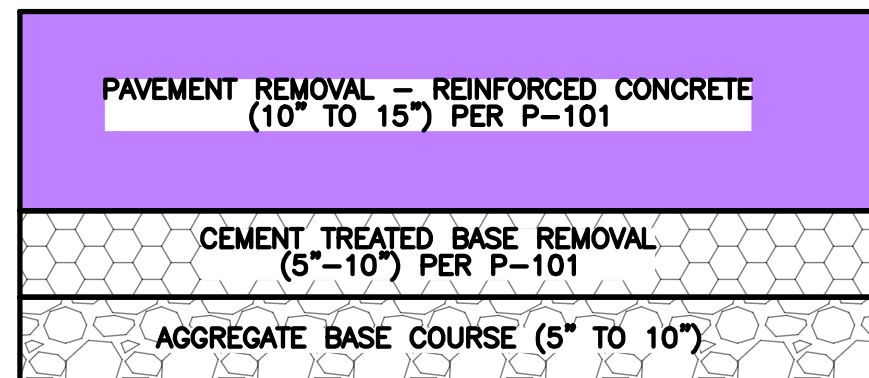 PAVEMENT REMOVAL – REINFORCED CONCRETE
(10" TO 15") PER P–101
CEMENT TREATED BASE REMOVAL
(5"–10") PER P–101
AGGREGATE BASE COURSE (5" TO 10")